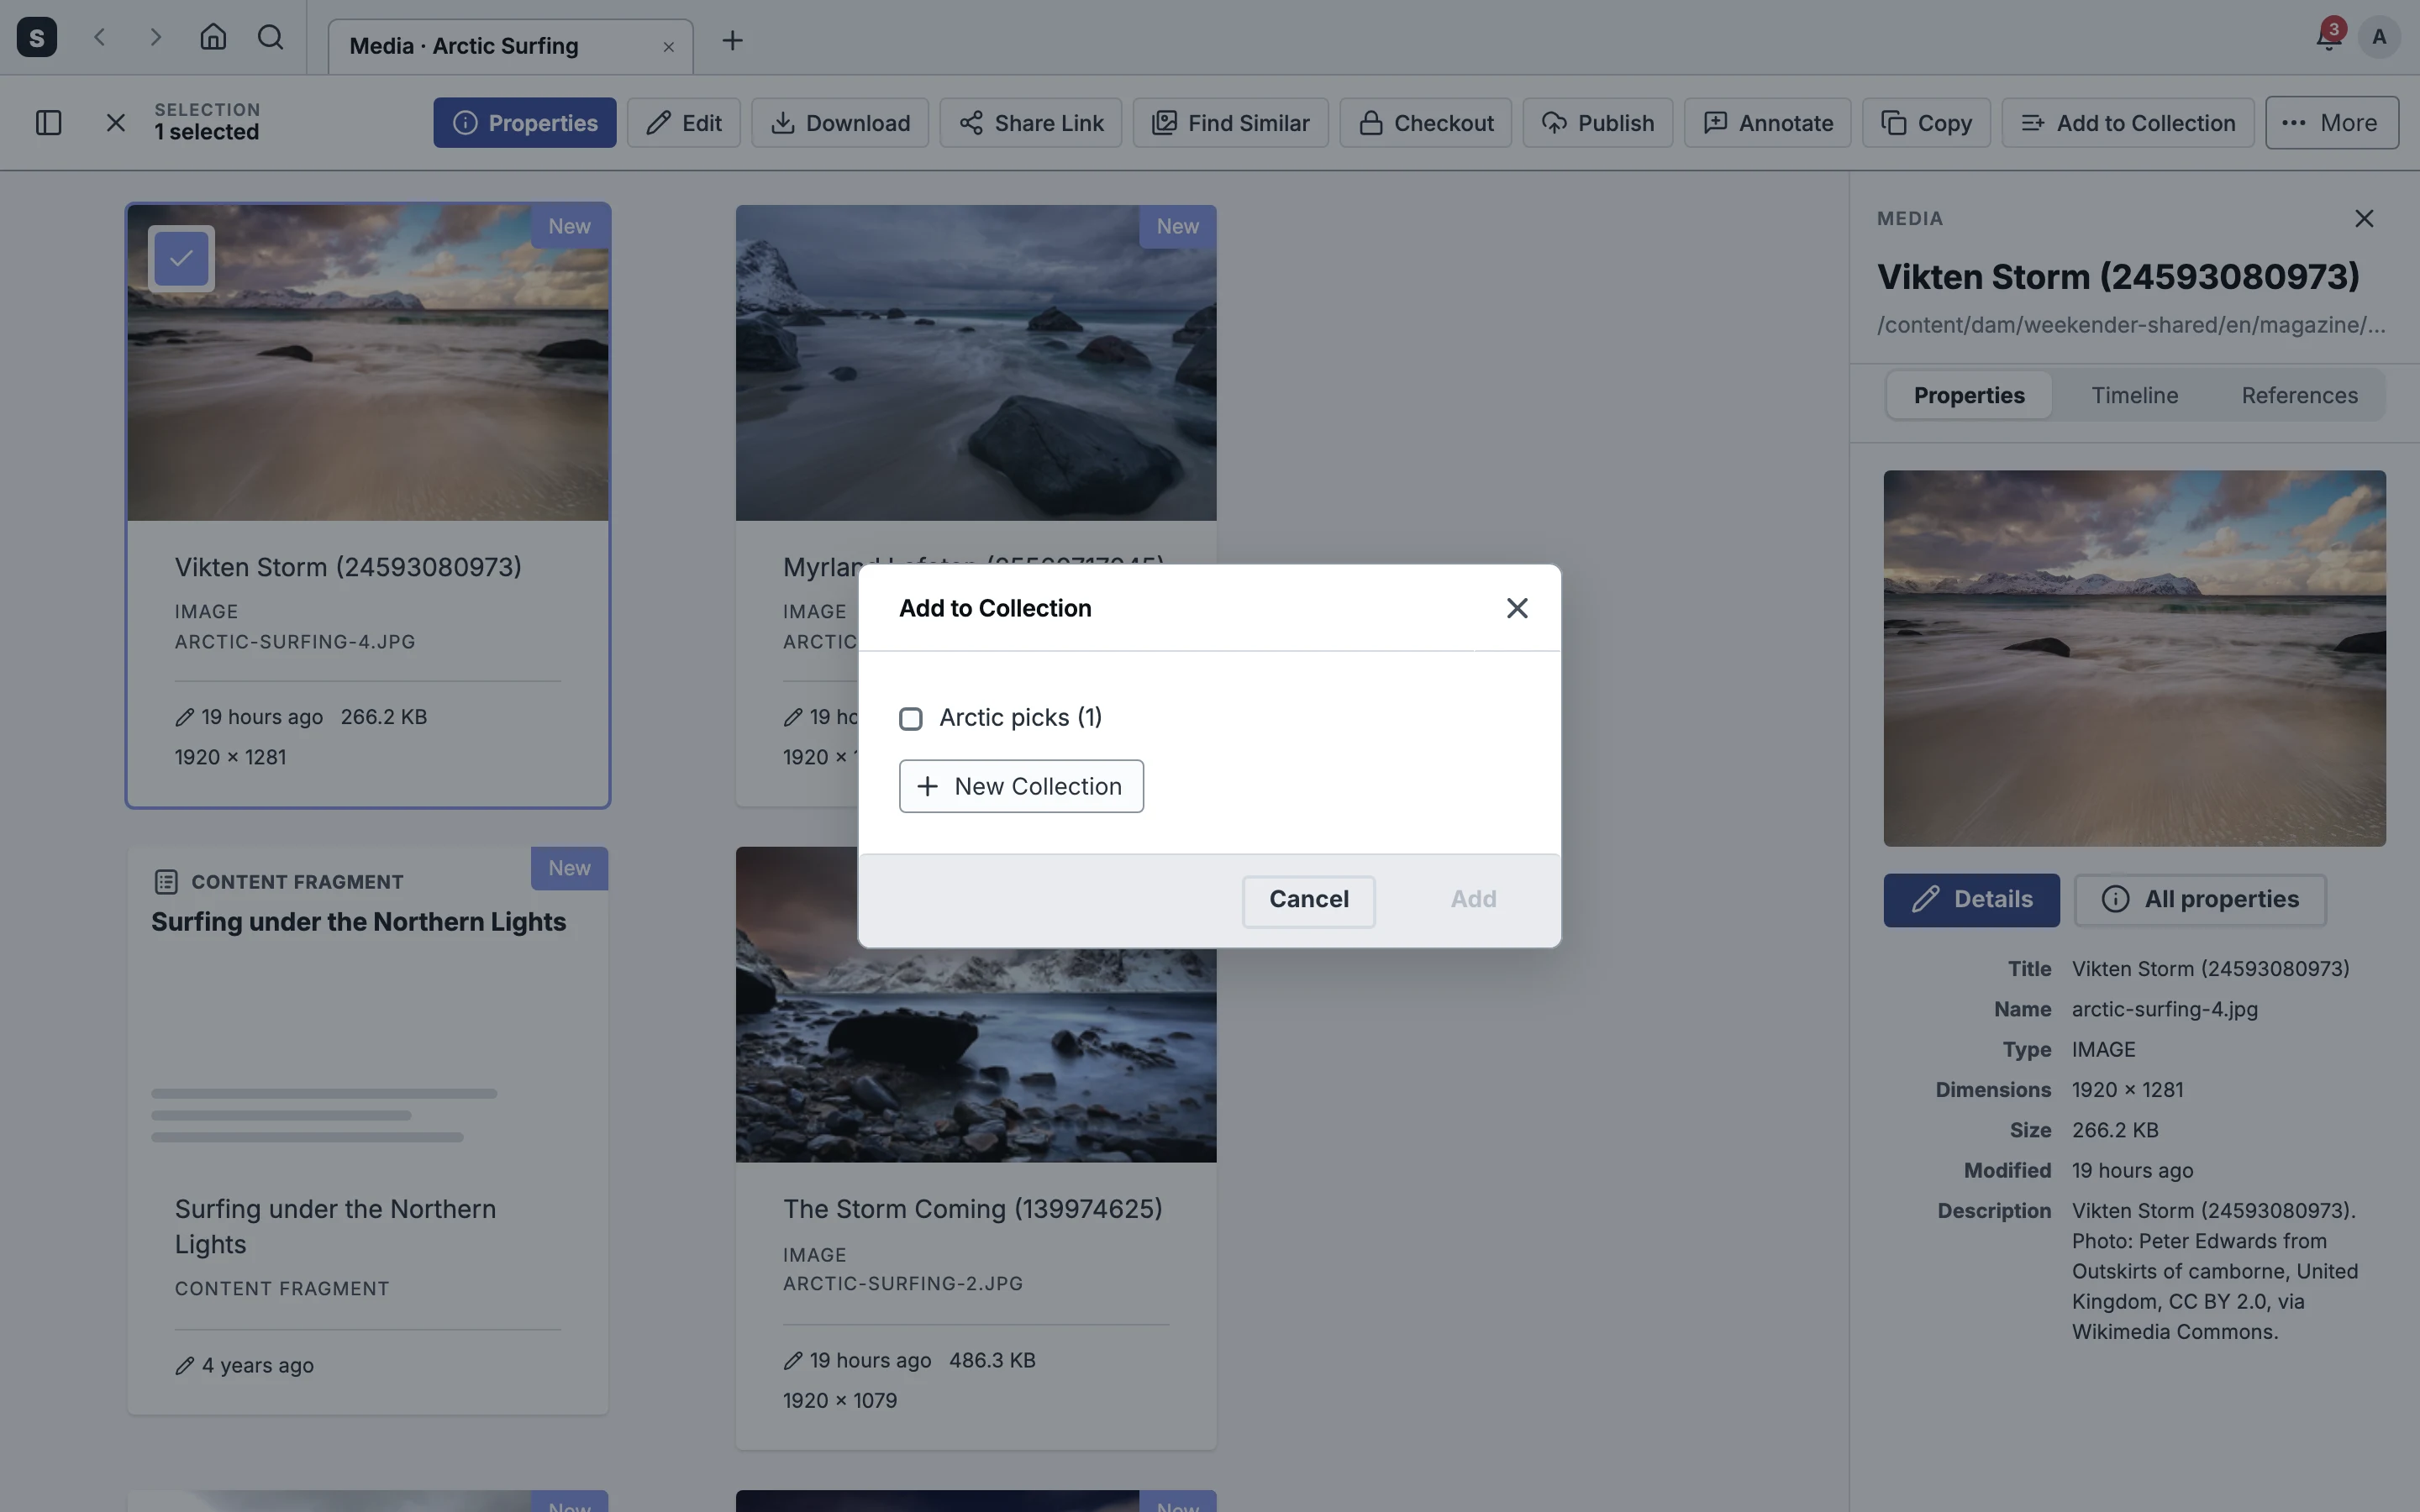 S
Media · Arctic Surfing
3
A
SELECTION
1 selected
Properties
Edit
Download
Share Link
Find Similar
Checkout
Publish
Annotate
Copy
Add to Collection
More
New
Vikten Storm (24593080973)
IMAGE
ARCTIC-SURFING-4.JPG
19 hours ago 266.2 KB
1920 × 1281
New
IMAGE
1920 ×
Add to Collection
Arctic picks (1)
New Collection
Cancel
Add
New
CONTENT FRAGMENT
Surfing under the Northern Lights
Surfing under the Northern
Lights
CONTENT FRAGMENT
4 years ago
The Storm Coming (139974625)
IMAGE
ARCTIC-SURFING-2.JPG
19 hours ago 486.3 KB
1920 × 1079
New
New
MEDIA
Vikten Storm (24593080973)
/content/dam/weekender-shared/en/magazine/...
Properties
Timeline
References
Details
All properties
Title Vikten Storm (24593080973)
Name arctic-surfing-4.jpg
Type IMAGE
Dimensions 1920 × 1281
Size 266.2 KB
Modified 19 hours ago
Description Vikten Storm (24593080973).
Photo: Peter Edwards from
Outskirts of camborne, United
Kingdom, CC BY 2.0, via
Wikimedia Commons.